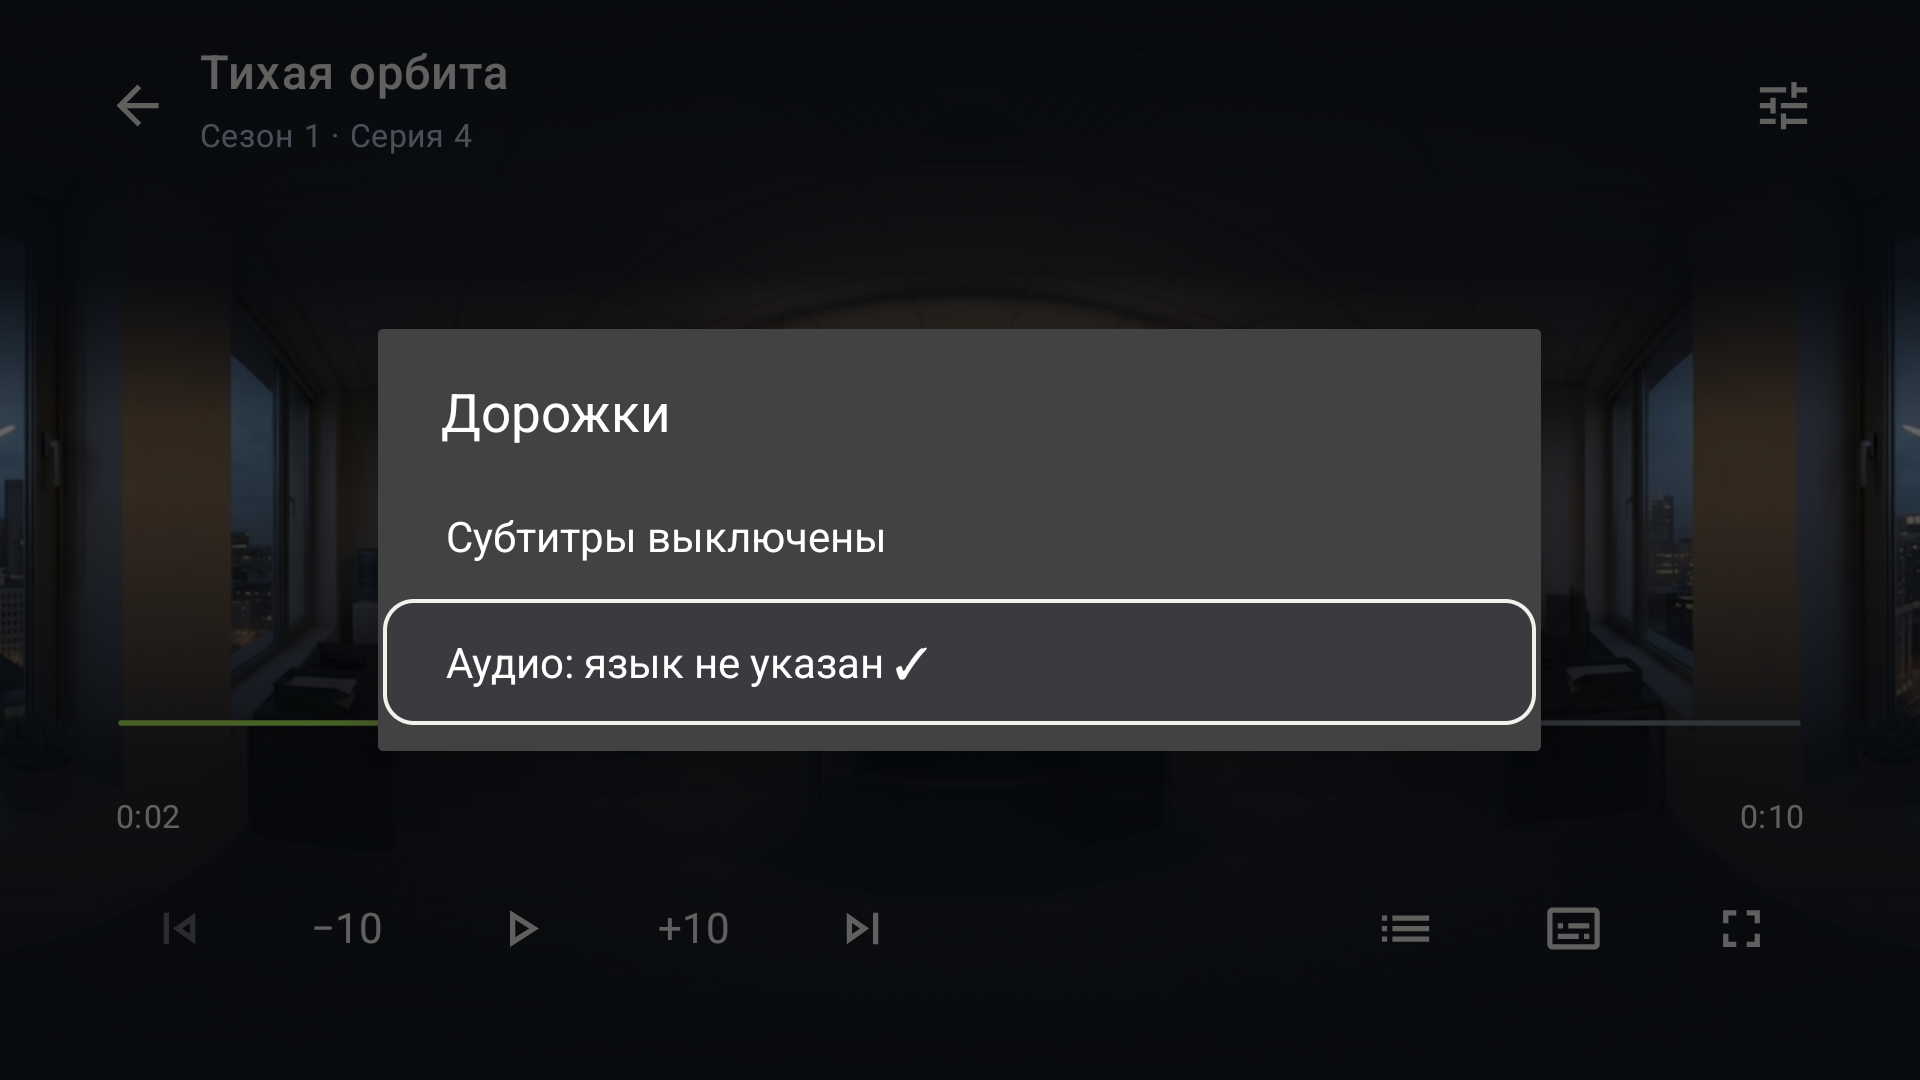 Тихая орбита
Сезон 1 · Серия 4
Дорожки
Субтитры выключены
Аудио: язык не указан ✓
0:02
0:10
−10
+10